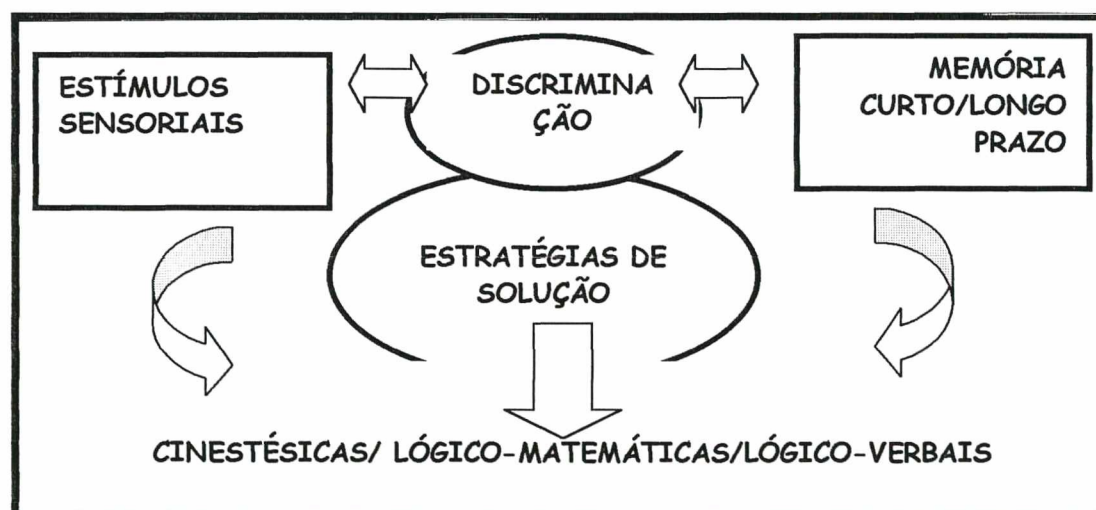 ESTÍMULOS
SENSORIAIS
DISCRIMINA
ÇÃO
MEMÓRIA
CURTO/LONGO
PRAZO
ESTRATÉGIAS DE
SOLUÇÃO
CINESTÉSICAS/ LÓGICO-MATEMÁTICAS/LÓGICO-VERBAIS